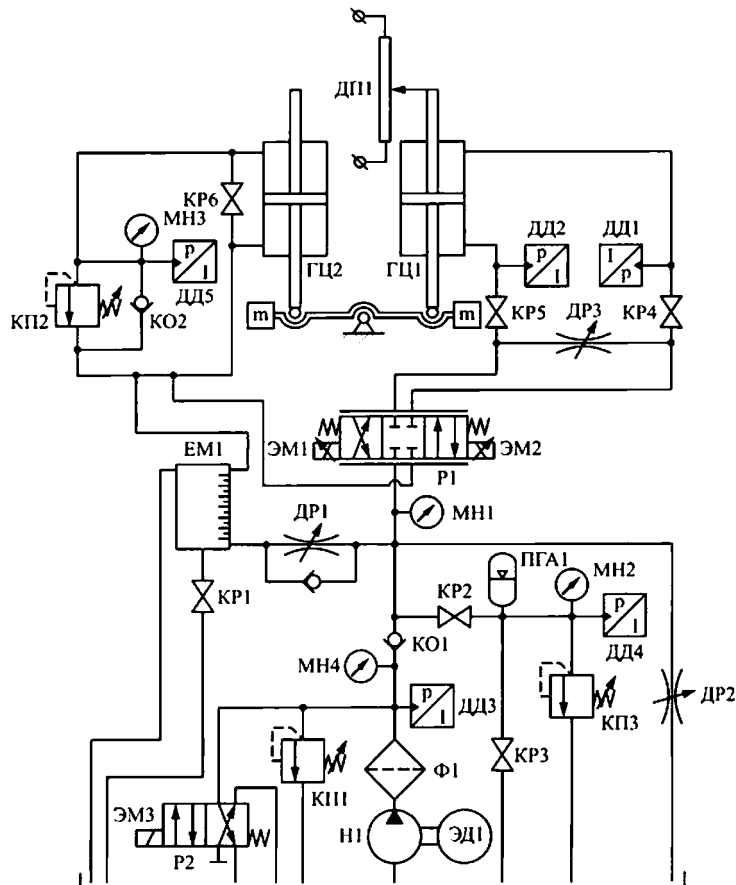 ДП1
КР6
МН3
ДД2
ДД1
p
I
p
I
I
p
ГЦ2
ГЦ1
ДД5
КП2
КО2
m
m
КР5
ДР3
КР4
ЭМ1
ЭМ2
ЕМ1
Р1
МН1
ДР1
ПГА1
МН2
КР1
КР2
p
I
КО1
МН4
ДД4
p
I
ДД3
ДР2
КП3
КР3
КП1
Ф1
ЭМ3
Н1
ЭД1
Р2